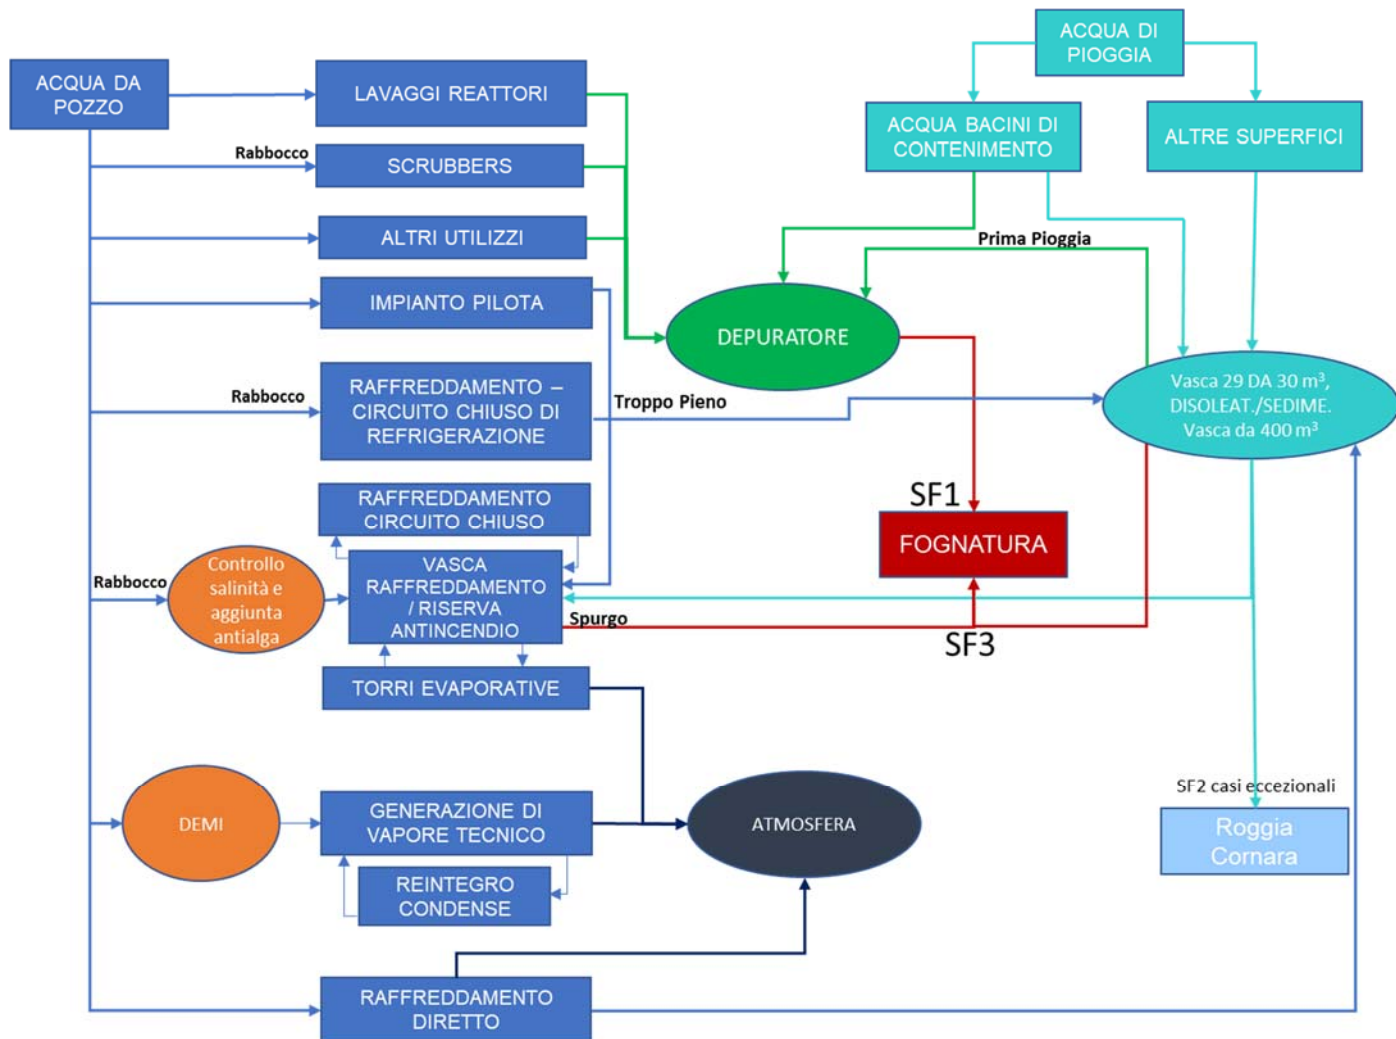 ACQUA DI
PIOGGIA
ACQUA DA
POZZO
LAVAGGI REATTORI
ACQUA BACINI DI
CONTENIMENTO
ALTRE SUPERFICI
Rabbocco
SCRUBBERS
ALTRI UTILIZZI
Prima Pioggia
IMPIANTO PILOTA
DEPURATORE
Rabbocco
RAFFREDDAMENTO –
CIRCUITO CHIUSO DI
REFRIGERAZIONE
Troppo Pieno
Vasca 29 DA 30 m³,
DISOLEAT./SEDIME.
Vasca da 400 m³
RAFFREDDAMENTO
CIRCUITO CHIUSO
SF1
FOGNATURA
Rabbocco
Controllo
salinità e
aggiunta
antialga
VASCA
RAFFREDDAMENTO
/ RISERVA
ANTINCENDIO
Spurgo
SF3
TORRI EVAPORATIVE
SF2 casi eccezionali
Roggia
Cornara
DEMI
GENERAZIONE DI
VAPORE TECNICO
ATMOSFERA
REINTEGRO
CONDENSE
RAFFREDDAMENTO
DIRETTO